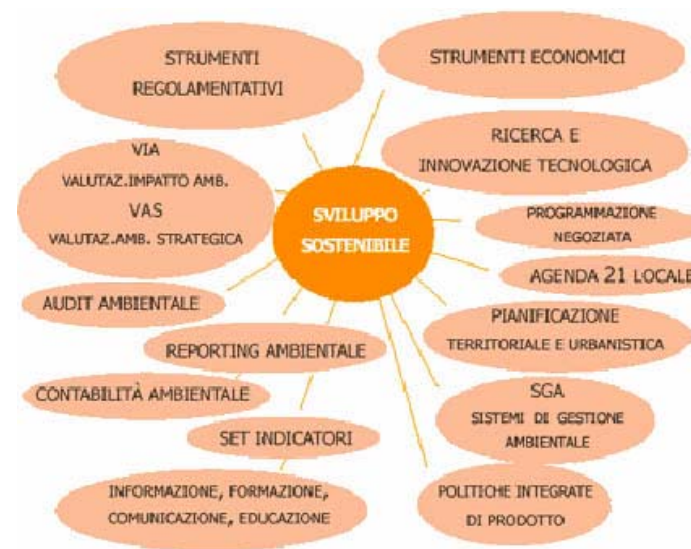 STRUMENTI
REGOLAMENTATIVI
STRUMENTI ECONOMICI
VIA
VALUTAZ.IMPATTO AMB.
VAS
VALUTAZ.AMB. STRATEGICA
RICERCA E
INNOVAZIONE TECNOLOGICA
SVILUPPO
SOSTENIBILE
PROGRAMMAZIONE
NEGOZIATA
AGENDA 21 LOCALE
AUDIT AMBIENTALE
PIANIFICAZIONE
TERRITORIALE E URBANISTICA
REPORTING AMBIENTALE
CONTABILITÀ AMBIENTALE
SGA
SISTEMI DI GESTIONE
AMBIENTALE
SET INDICATORI
INFORMAZIONE, FORMAZIONE,
COMUNICAZIONE, EDUCAZIONE
POLITICHE INTEGRATE
DI PRODOTTO